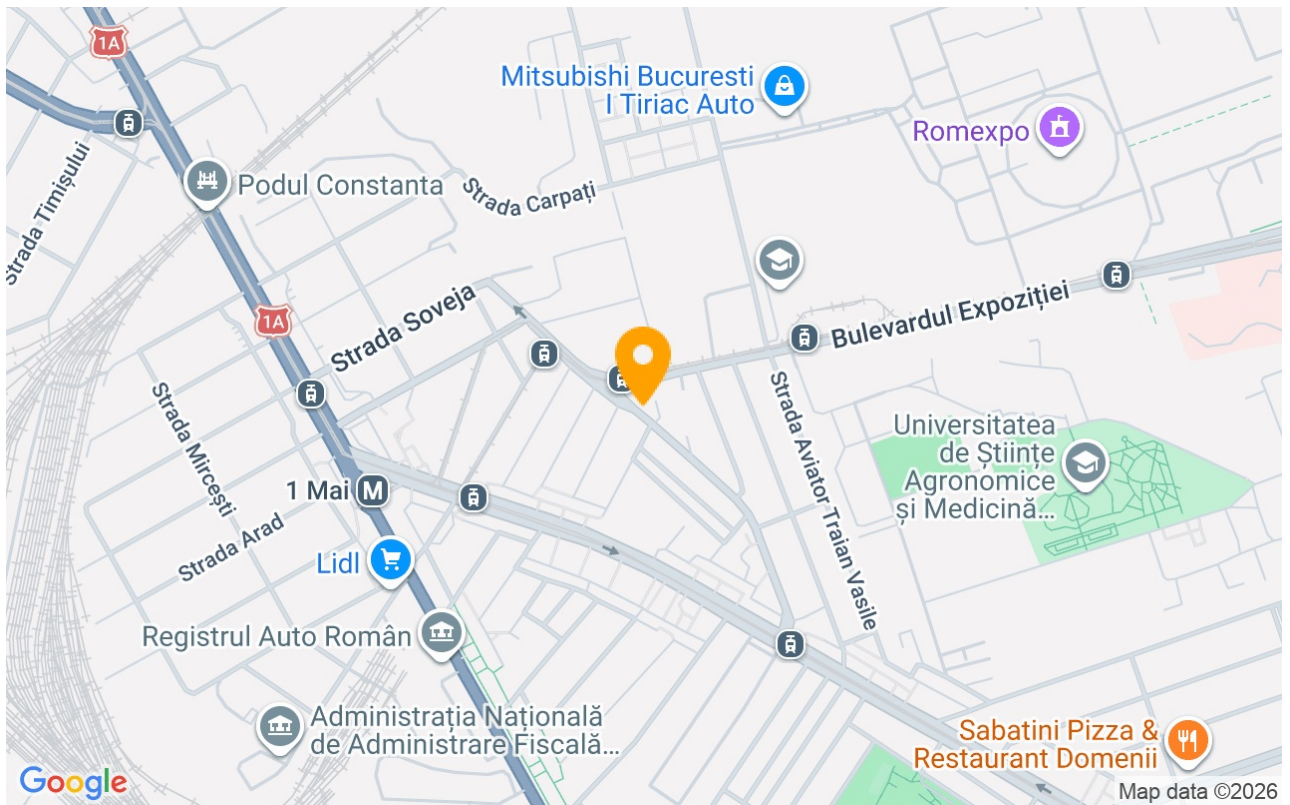 1A
Mitsubishi Bucuresti
I Tiriac Auto
Romexpo
Strada Timișului
Podul Constanta
Strada Carpați
1A
Strada Soveja
Bulevardul Expoziției
Strada Mircești
Strada Aviator Traian Vasile
Universitatea
de Științe
Agronomice
și Medicină...
1 Mai M
Strada Arad
Lidl
Registrul Auto Român
Administrația Națională
de Administrare Fiscală...
Sabatini Pizza &
Restaurant Domenii
Google
Map data ©2026